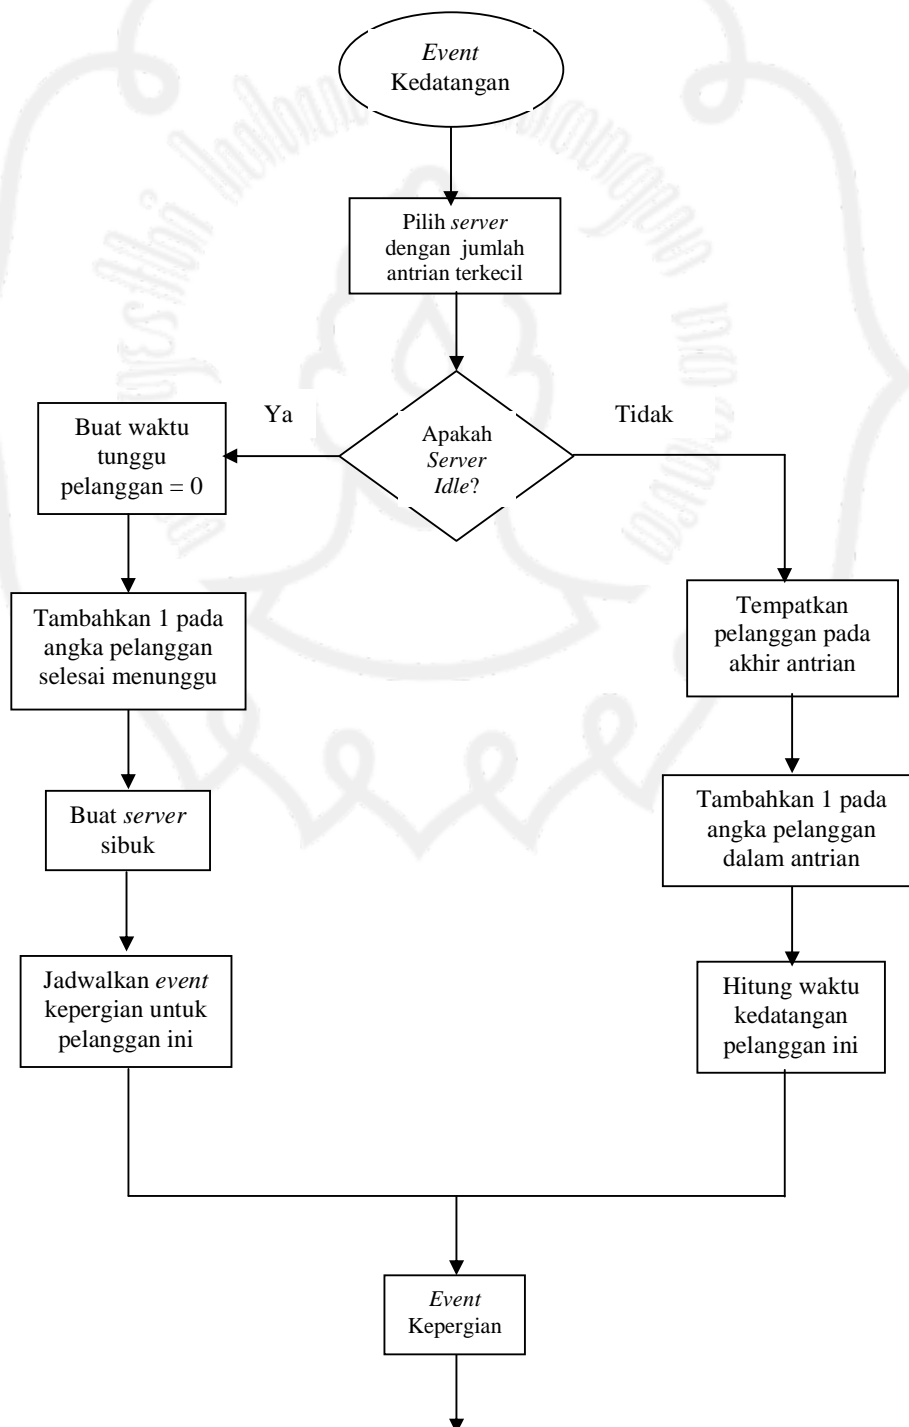 Event
Kedatangan
Pilih server
dengan jumlah
antrian terkecil
Apakah
Server
Idle?
Ya
Tidak
Buat waktu
tunggu
pelanggan = 0
Tambahkan 1 pada
angka pelanggan
selesai menunggu
Buat server
sibuk
Jadwalkan event
kepergian untuk
pelanggan ini
Tempatkan
pelanggan pada
akhir antrian
Tambahkan 1 pada
angka pelanggan
dalam antrian
Hitung waktu
kedatangan
pelanggan ini
Event
Kepergian